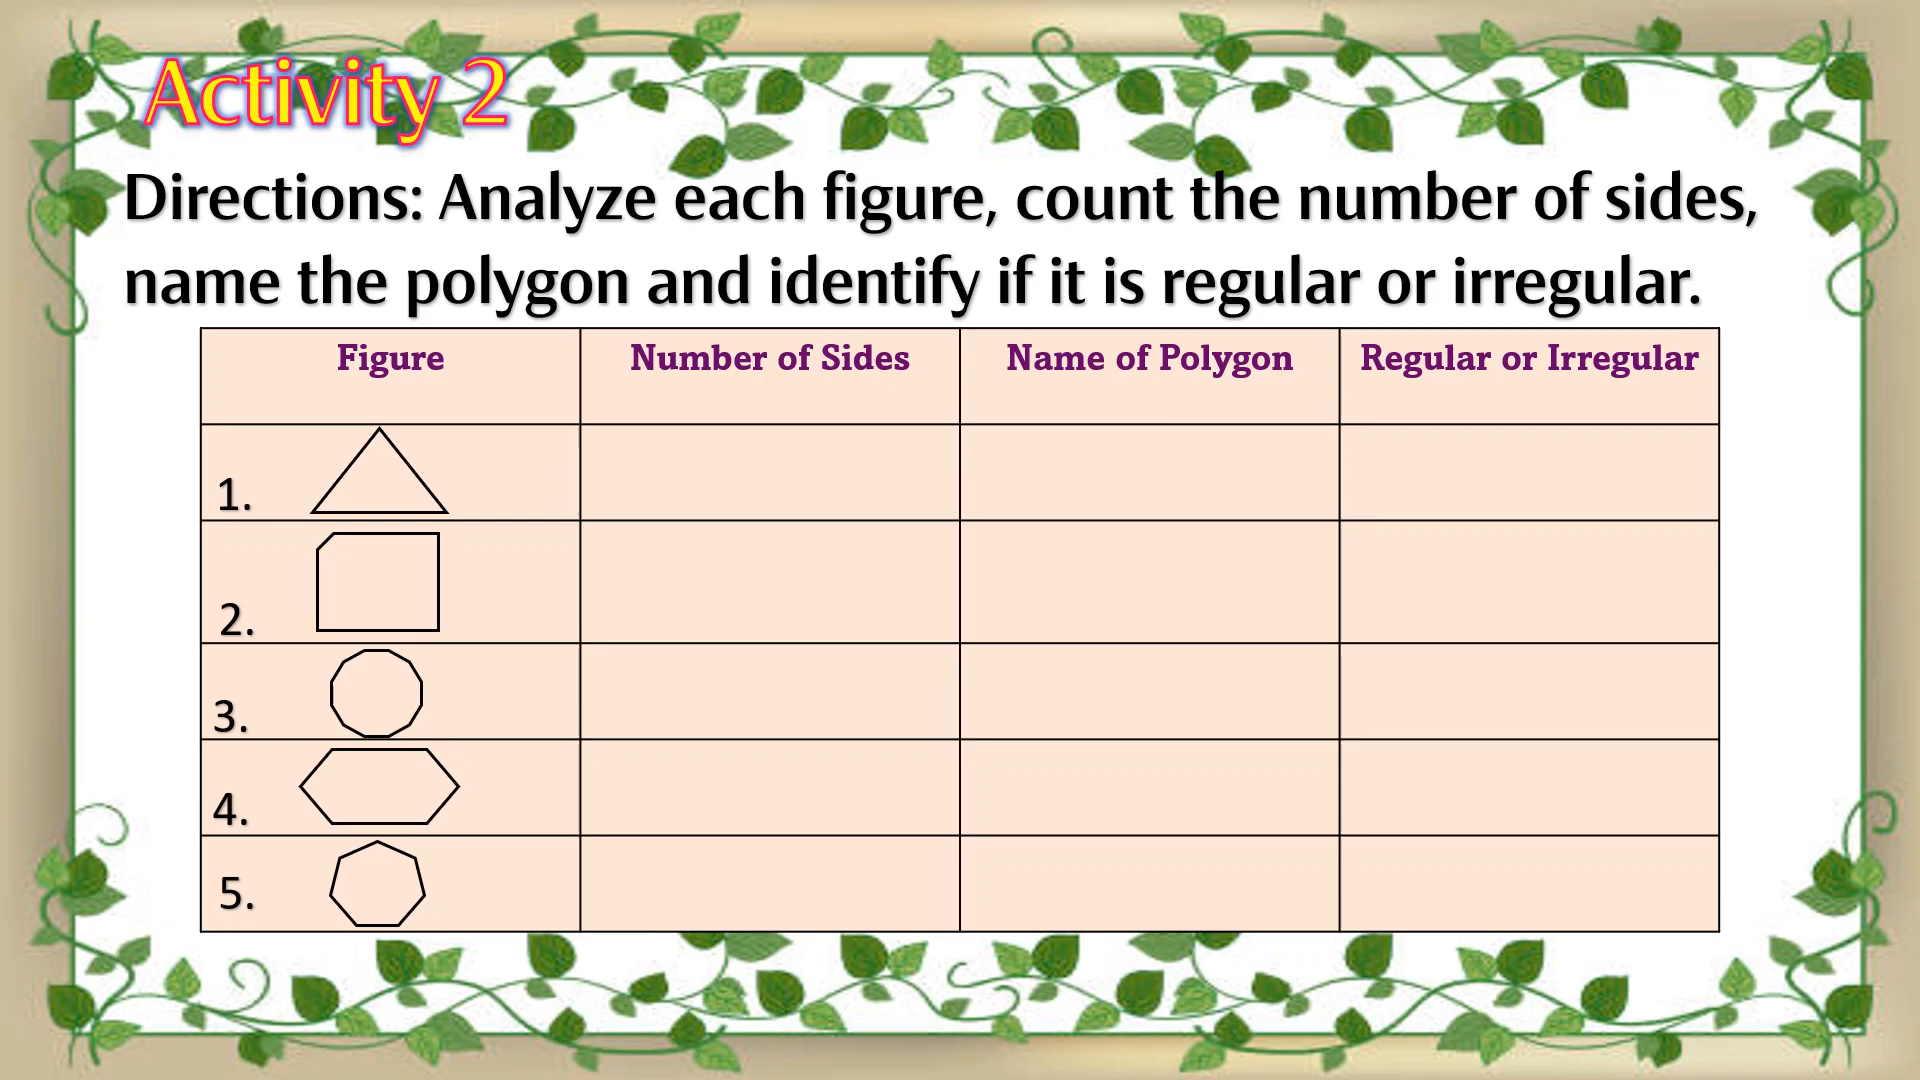 Activity 2
Directions: Analyze each figure, count the number of sides,
name the polygon and identify if it is regular or irregular.
Figure Number of Sides Name of Polygon Regular or Irregular
1.
2.
3.
4.
5.